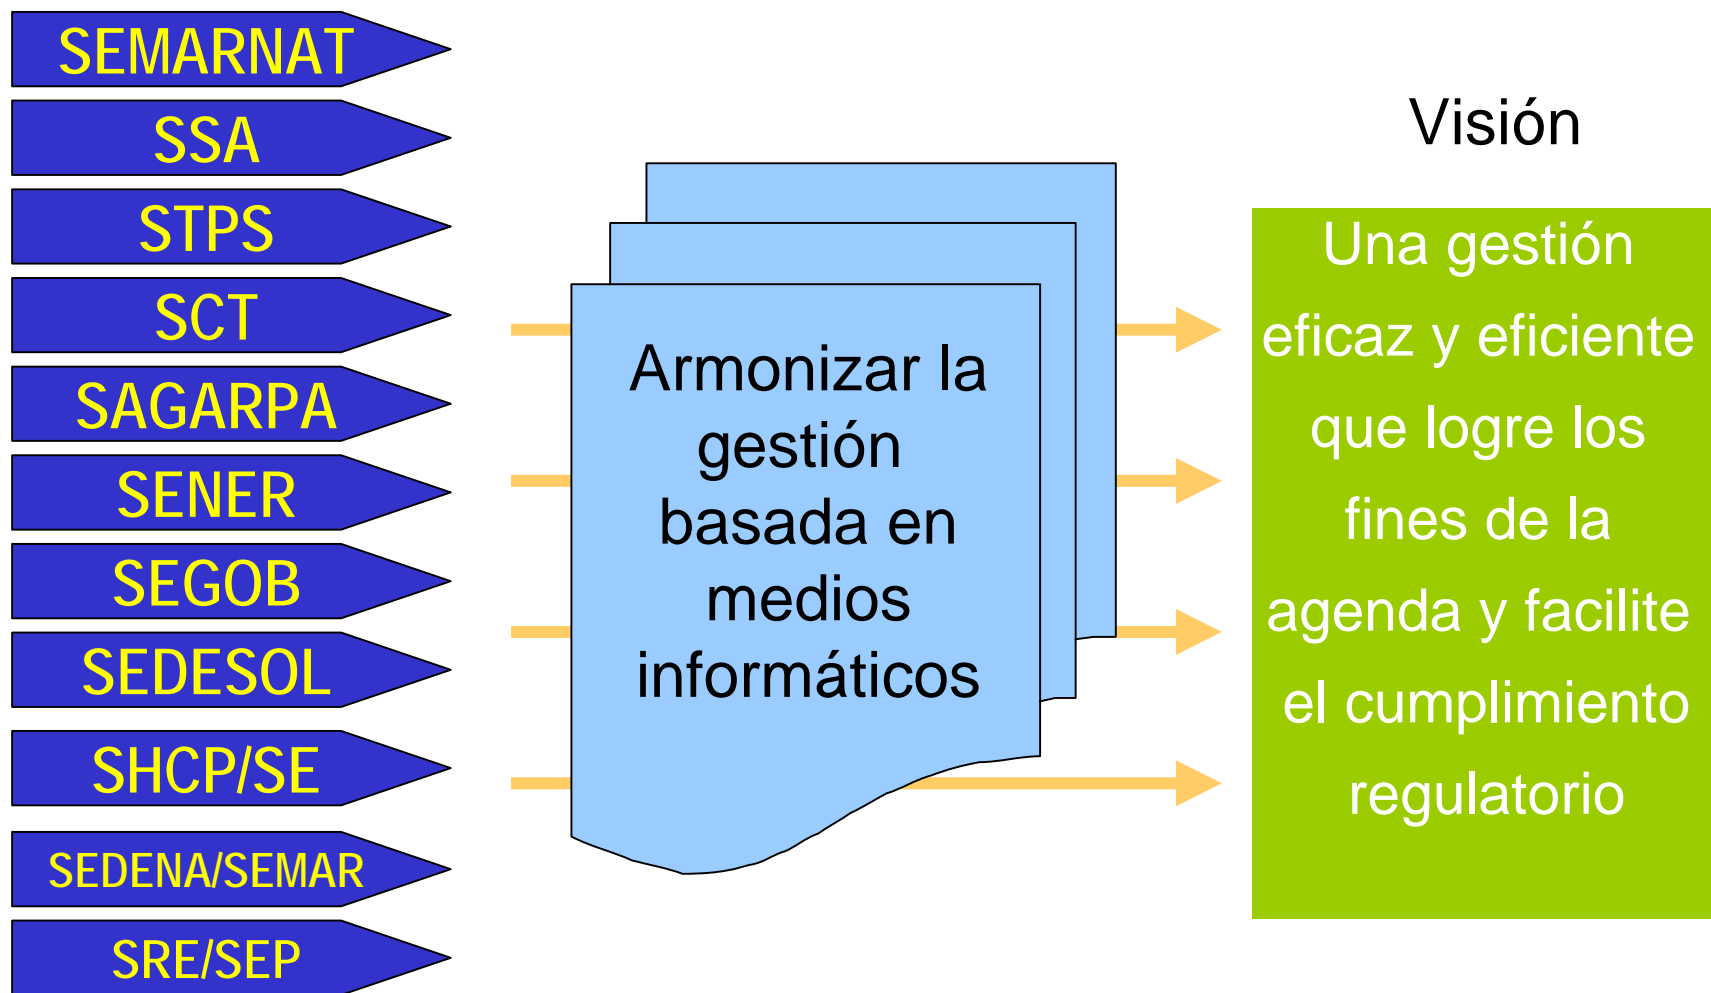 SEMARNAT
SSA
STPS
SCT
SAGARPA
SENER
SEGOB
SEDESOL
SHCP/SE
SEDENA/SEMAR
SRE/SEP
Armonizar la
gestión
basada en
medios
informáticos
Visión
Una gestión
eficaz y eficiente
que logre los
fines de la
agenda y facilite
el cumplimiento
regulatorio